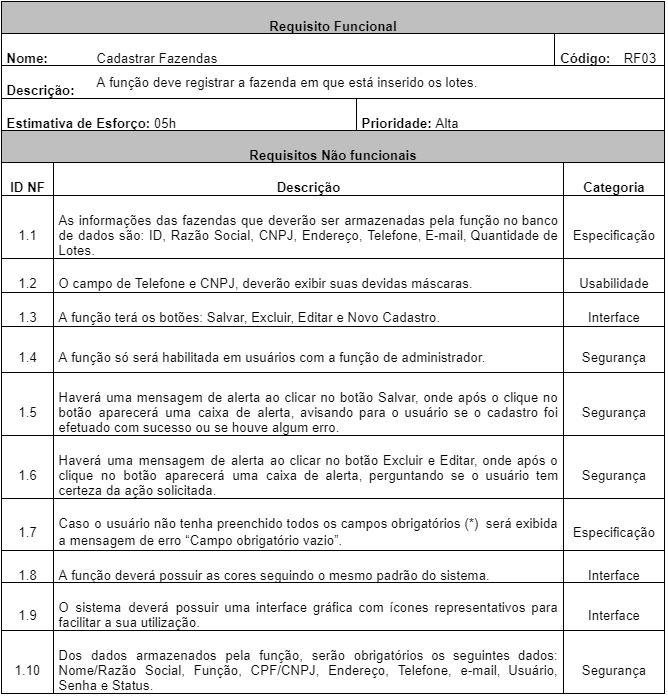 Requisito Funcional
Nome: Cadastrar Fazendas Código: RF03
Descrição: A função deve registrar a fazenda em que está inserido os lotes.
Estimativa de Esforço: 05h Prioridade: Alta
Requisitos Não funcionais
ID NF Descrição Categoria
1.1 As informações das fazendas que deverão ser armazenadas pela função no banco
de dados são: ID, Razão Social, CNPJ, Endereço, Telefone, E-mail, Quantidade de
Lotes.
Especificação
1.2 O campo de Telefone e CNPJ, deverão exibir suas devidas máscaras. Usabilidade
1.3 A função terá os botões: Salvar, Excluir, Editar e Novo Cadastro. Interface
1.4 A função só será habilitada em usuários com a função de administrador. Segurança
1.5 Haverá uma mensagem de alerta ao clicar no botão Salvar, onde após o clique no
botão aparecerá uma caixa de alerta, avisando para o usuário se o cadastro foi
efetuado com sucesso ou se houve algum erro.
Segurança
1.6 Haverá uma mensagem de alerta ao clicar no botão Excluir e Editar, onde após o
clique no botão aparecerá uma caixa de alerta, perguntando se o usuário tem
certeza da ação solicitada.
Segurança
1.7 Caso o usuário não tenha preenchido todos os campos obrigatórios (*) será exibida
a mensagem de erro “Campo obrigatório vazio”.
Especificação
1.8 A função deverá possuir as cores seguindo o mesmo padrão do sistema. Interface
1.9 O sistema deverá possuir uma interface gráfica com ícones representativos para
facilitar a sua utilização.
Interface
1.10 Dos dados armazenados pela função, serão obrigatórios os seguintes dados:
Nome/Razão Social, Função, CPF/CNPJ, Endereço, Telefone, e-mail, Usuário,
Senha e Status.
Segurança